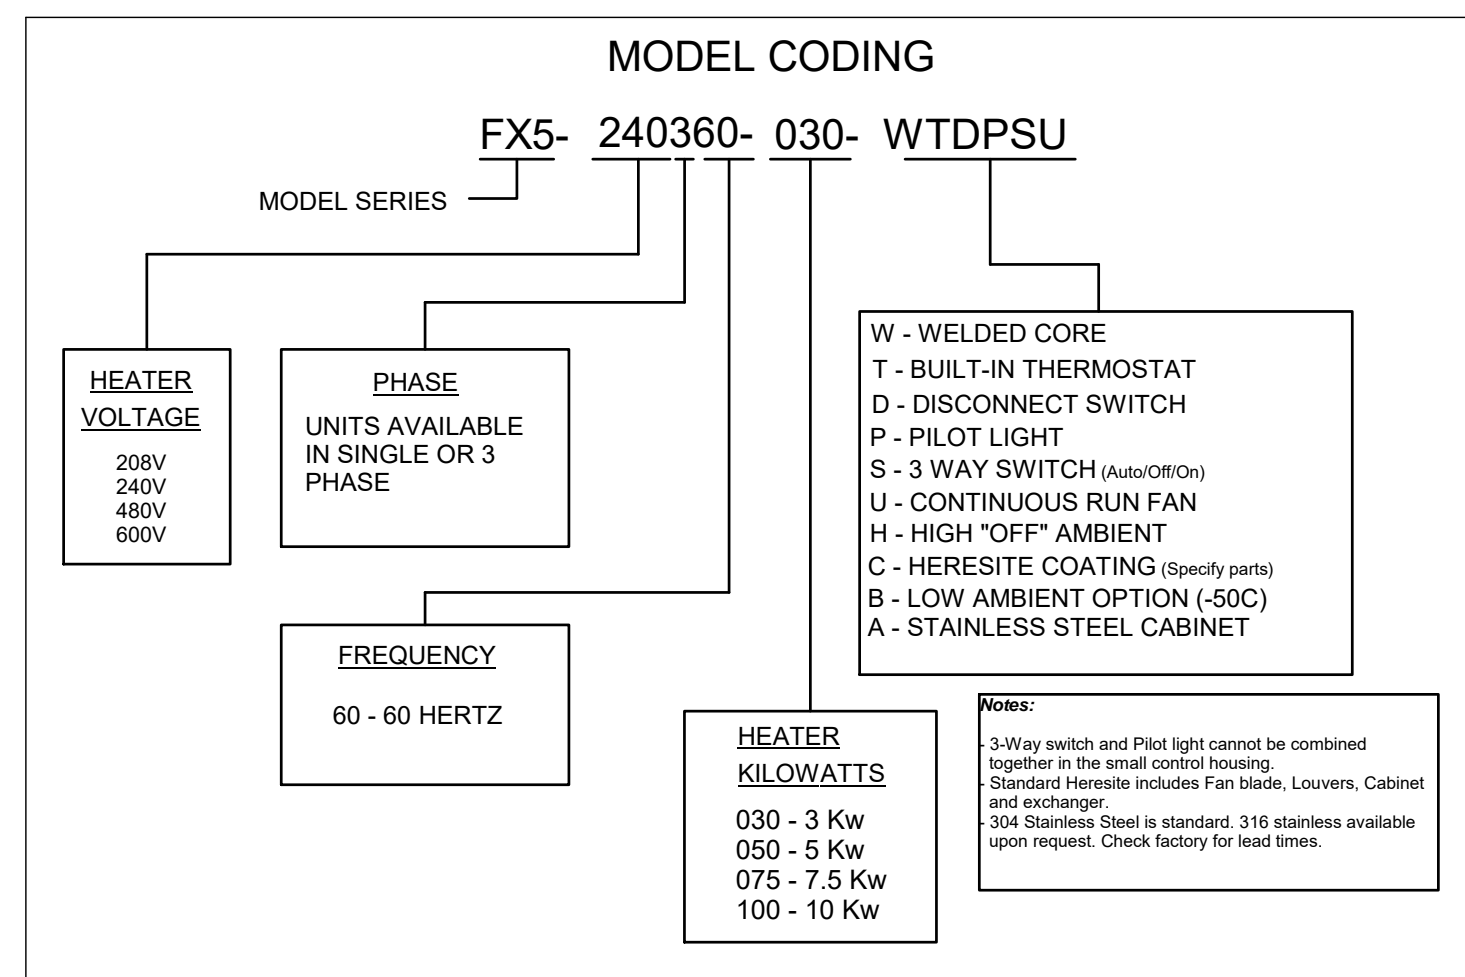 MODEL CODING
FX5- 240360- 030- WTDPSU
MODEL SERIES
HEATER
VOLTAGE
208V
240V
480V
600V
PHASE
UNITS AVAILABLE
IN SINGLE OR 3
PHASE
FREQUENCY
60 - 60 HERTZ
HEATER
KILOWATTS
030 - 3 Kw
050 - 5 Kw
075 - 7.5 Kw
100 - 10 Kw
W - WELDED CORE
T - BUILT-IN THERMOSTAT
D - DISCONNECT SWITCH
P - PILOT LIGHT
S - 3 WAY SWITCH (Auto/Off/On)
U - CONTINUOUS RUN FAN
H - HIGH "OFF" AMBIENT
C - HERESITE COATING (Specify parts)
B - LOW AMBIENT OPTION (-50C)
A - STAINLESS STEEL CABINET
Notes:
- 3-Way switch and Pilot light cannot be combined
together in the small control housing.
- Standard Heresite includes Fan blade, Louvers, Cabinet
and exchanger.
- 304 Stainless Steel is standard. 316 stainless available
upon request. Check factory for lead times.